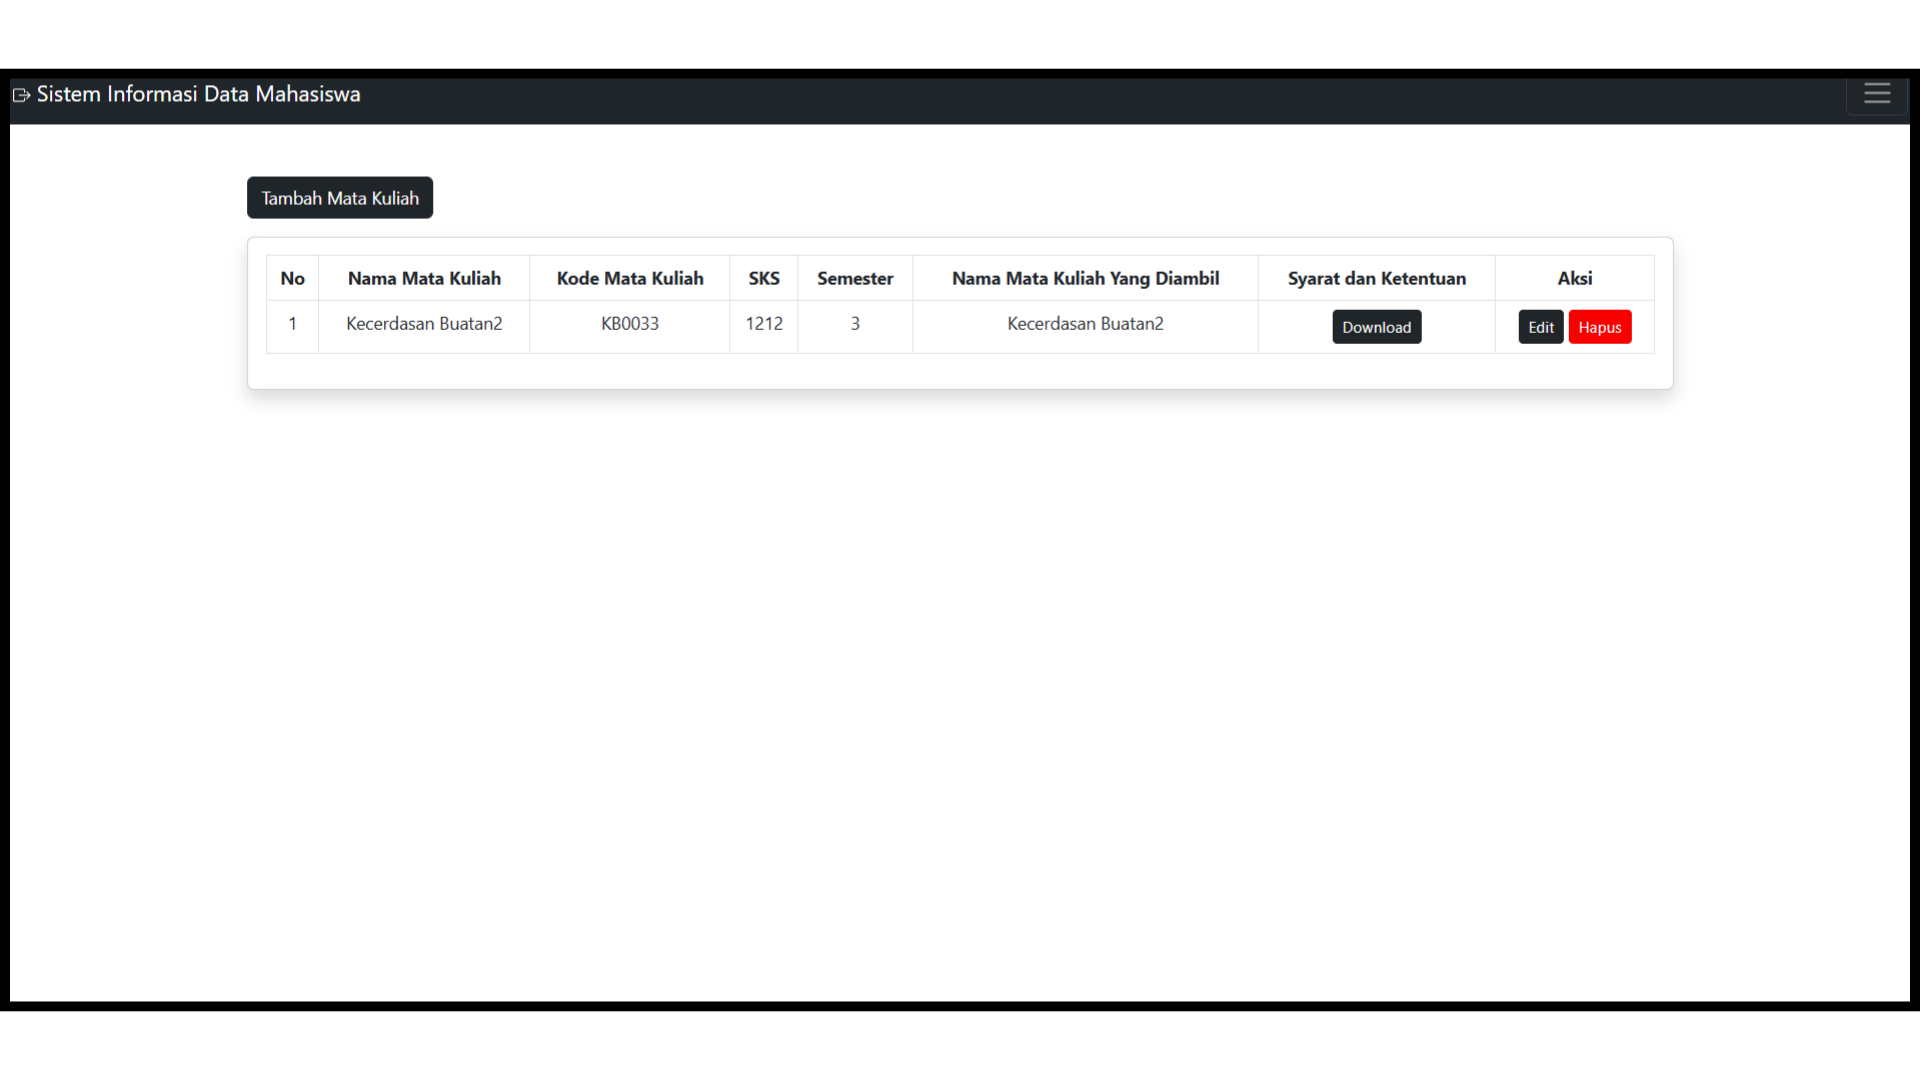 Sistem Informasi Data Mahasiswa
Tambah Mata Kuliah
No Nama Mata Kuliah Kode Mata Kuliah SKS Semester Nama Mata Kuliah Yang Diambil Syarat dan Ketentuan Aksi
1 Kecerdasan Buatan2 KB0033 1212 3 Kecerdasan Buatan2 Download Edit Hapus